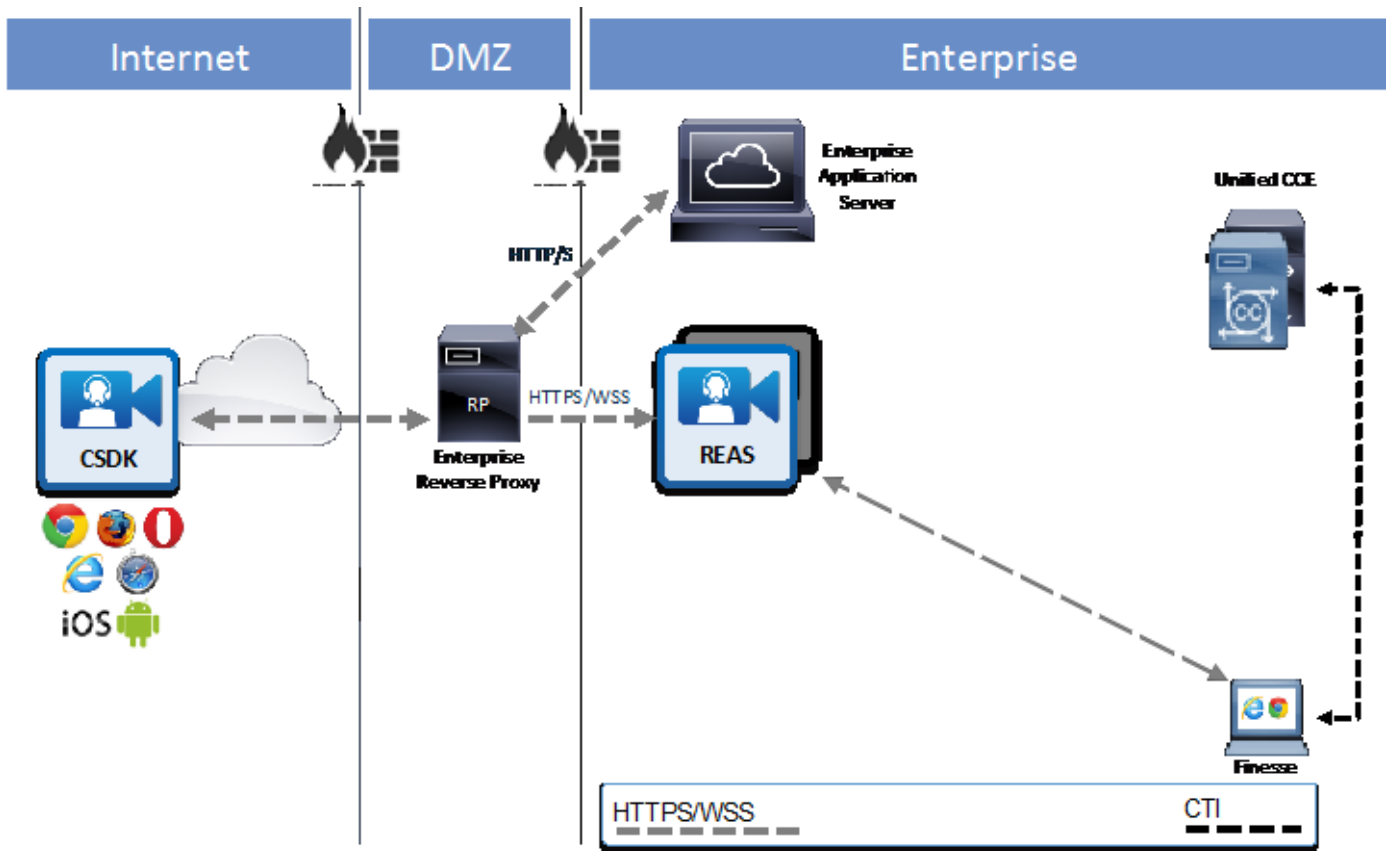 Internet
DMZ
Enterprise
Enterprise
Application
Server
Unified CCE
HTTP/S
CC
RP
HTTPS/WSS
CSDK
REAS
Enterprise
Reverse Proxy
iOS
Finesse
HTTPS/WSS
CTI